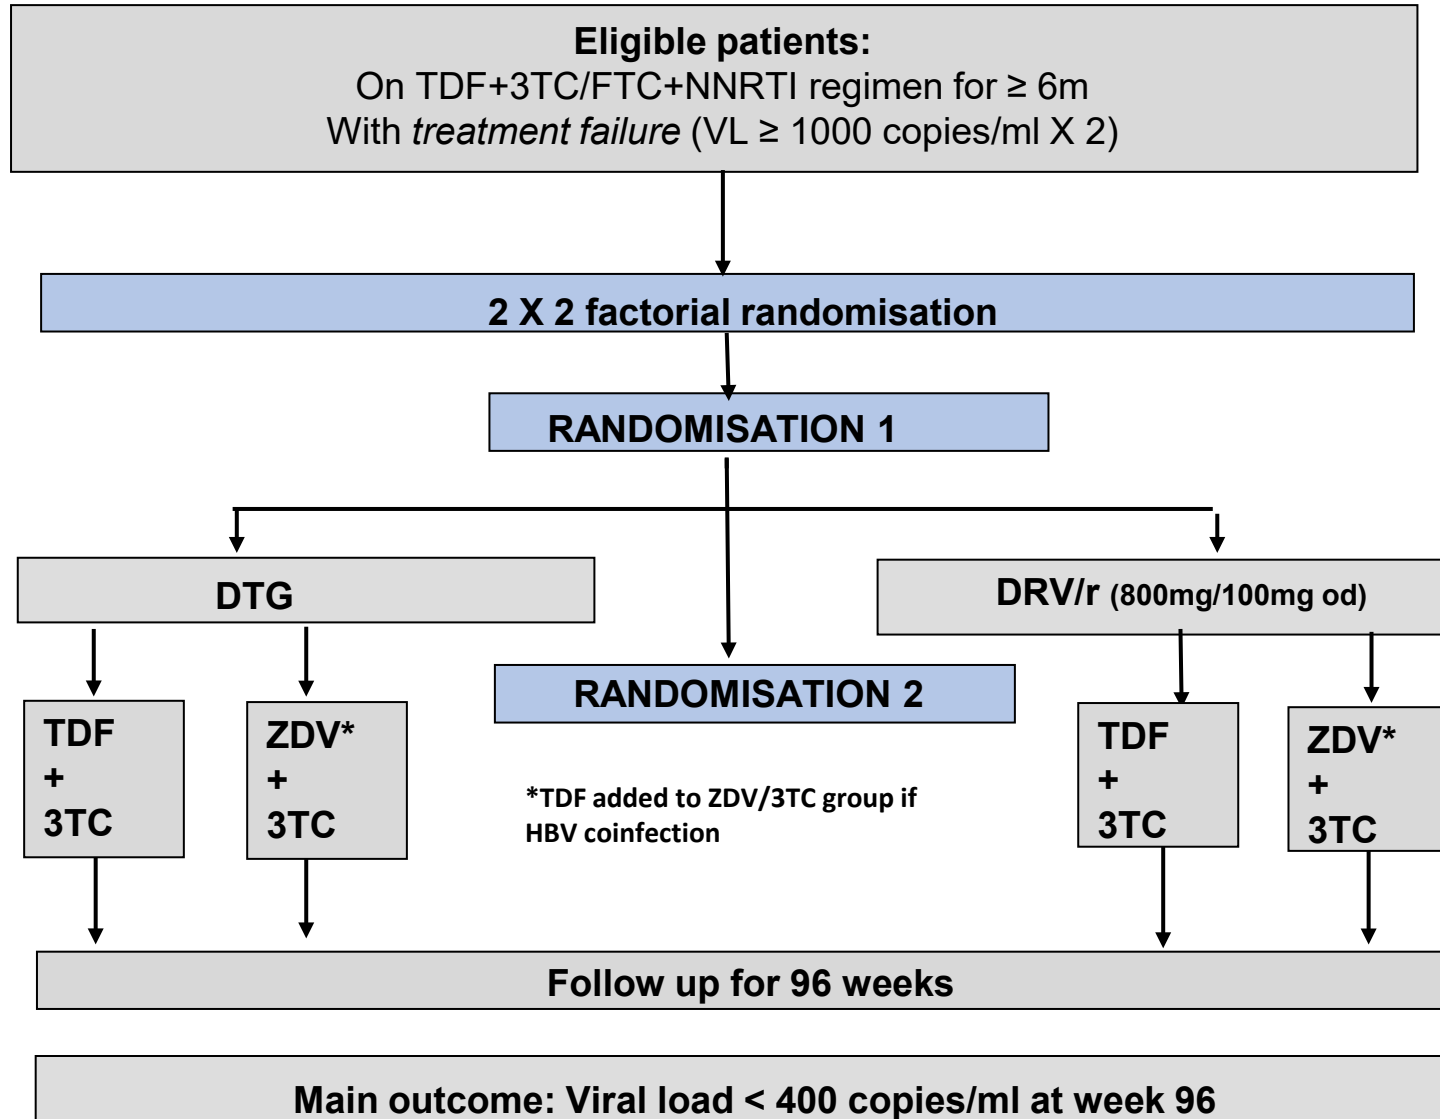 Eligible patients:
On TDF+3TC/FTC+NNRTI regimen for ≥ 6m
With treatment failure (VL ≥ 1000 copies/ml X 2)
2 X 2 factorial randomisation
RANDOMISATION 1
DTG
DRV/r (800mg/100mg od)
RANDOMISATION 2
TDF
+
3TC
ZDV*
+
3TC
*TDF added to ZDV/3TC group if
HBV coinfection
TDF
+
3TC
ZDV*
+
3TC
Follow up for 96 weeks
Main outcome: Viral load < 400 copies/ml at week 96